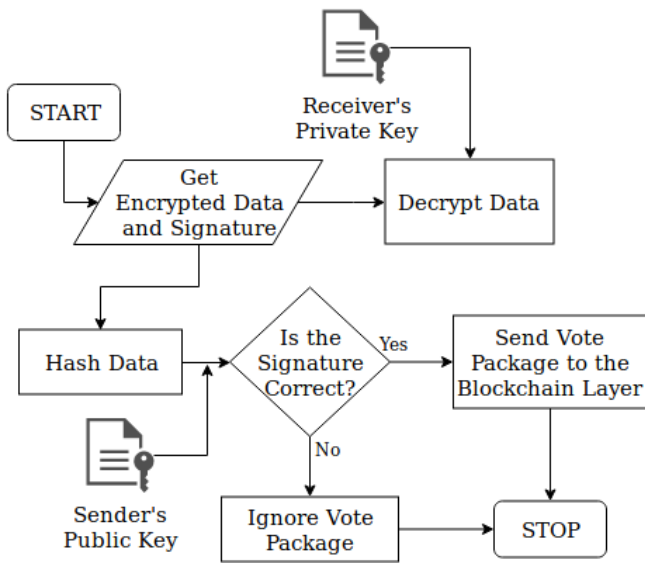 START
Receiver's
Private Key
Get
Encrypted Data
and Signature
Decrypt Data
Hash Data
Is the
Signature
Correct?
Yes
Send Vote
Package to the
Blockchain Layer
No
Sender's
Public Key
Ignore Vote
Package
STOP